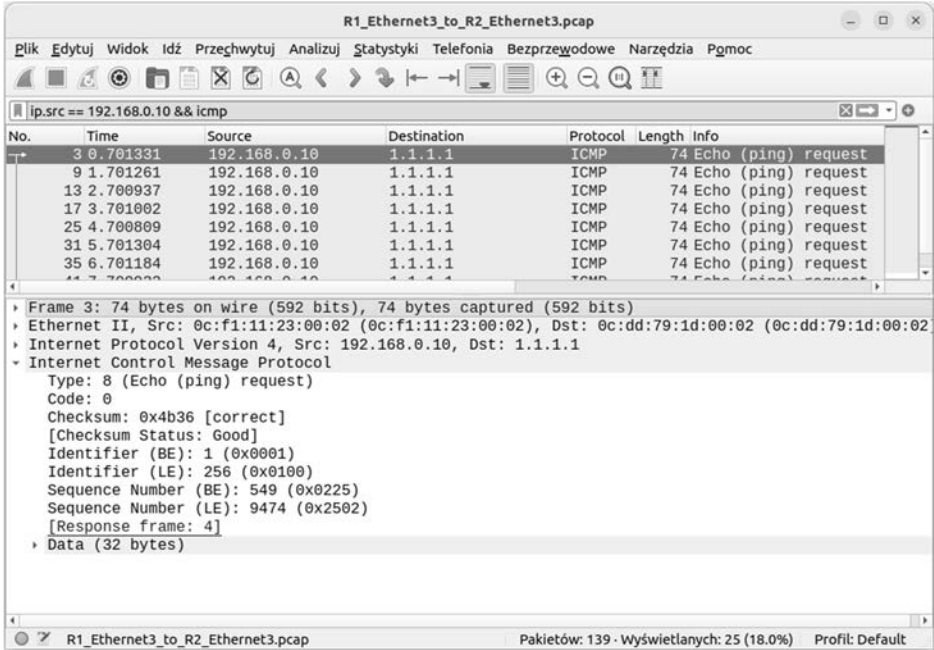 R1_Ethernet3_to_R2_Ethernet3.pcap
Plik Edytuj Widok Idź Przechwytuj Analizuj Statystyki Telefonia Bezprzewodowe Narzędzia Pomoc
ip.src == 192.168.0.10 && icmp
No. Time Source Destination Protocol Length Info
3 0.701331 192.168.0.10 1.1.1.1 ICMP 74 Echo (ping) request
9 1.701261 192.168.0.10 1.1.1.1 ICMP 74 Echo (ping) request
13 2.700937 192.168.0.10 1.1.1.1 ICMP 74 Echo (ping) request
17 3.701002 192.168.0.10 1.1.1.1 ICMP 74 Echo (ping) request
25 4.700809 192.168.0.10 1.1.1.1 ICMP 74 Echo (ping) request
31 5.701304 192.168.0.10 1.1.1.1 ICMP 74 Echo (ping) request
35 6.701184 192.168.0.10 1.1.1.1 ICMP 74 Echo (ping) request
Frame 3: 74 bytes on wire (592 bits), 74 bytes captured (592 bits)
Ethernet II, Src: 0c:f1:11:23:00:02 (0c:f1:11:23:00:02), Dst: 0c:dd:79:1d:00:02 (0c:dd:79:1d:00:02
Internet Protocol Version 4, Src: 192.168.0.10, Dst: 1.1.1.1
Internet Control Message Protocol
Type: 8 (Echo (ping) request)
Code: 0
Checksum: 0x4b36 [correct]
[Checksum Status: Good]
Identifier (BE): 1 (0x0001)
Identifier (LE): 256 (0x0100)
Sequence Number (BE): 549 (0x0225)
Sequence Number (LE): 9474 (0x2502)
[Response frame: 4]
Data (32 bytes)
R1_Ethernet3_to_R2_Ethernet3.pcap Pakietów: 139 · Wyświetlanych: 25 (18.0%) Profil: Default